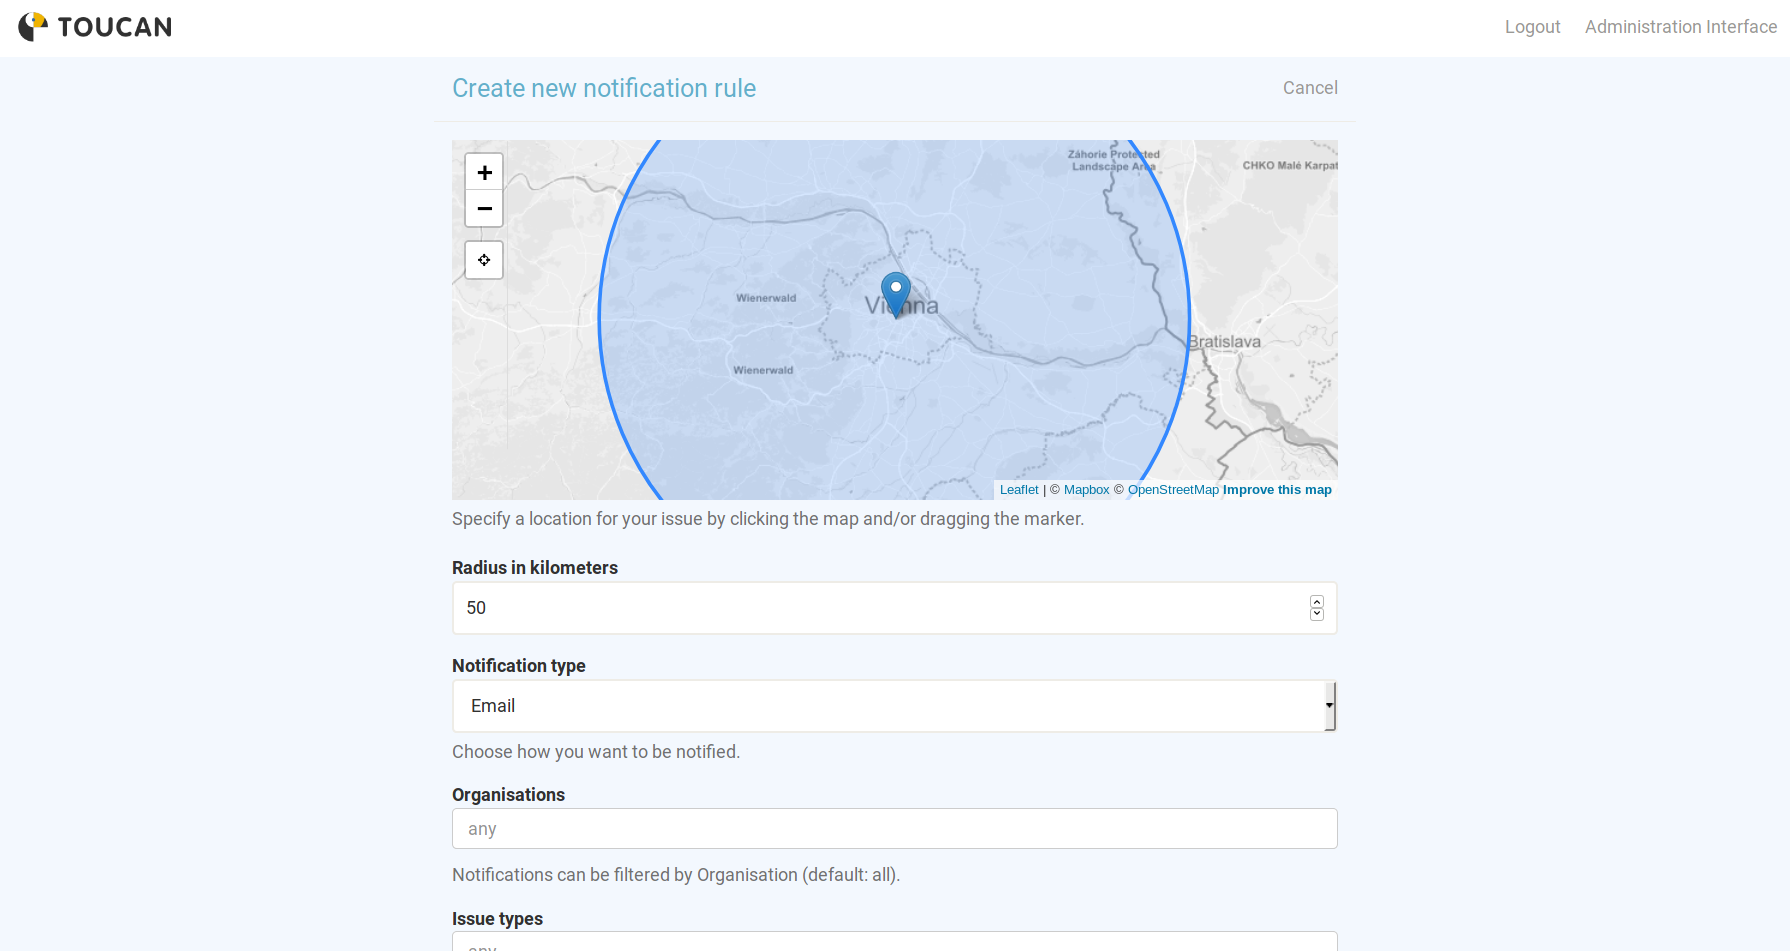 TOUCAN
Logout Administration Interface
Create new notification rule
Cancel
Záhorie Protected
Landscape Area
CHKO Malé Karpat
+
−
Wienerwald
Vienna
Bratislava
Wienerwald
Leaflet | © Mapbox © OpenStreetMap Improve this map
Specify a location for your issue by clicking the map and/or dragging the marker.
Radius in kilometers
50
Notification type
Email
Choose how you want to be notified.
Organisations
any
Notifications can be filtered by Organisation (default: all).
Issue types
any